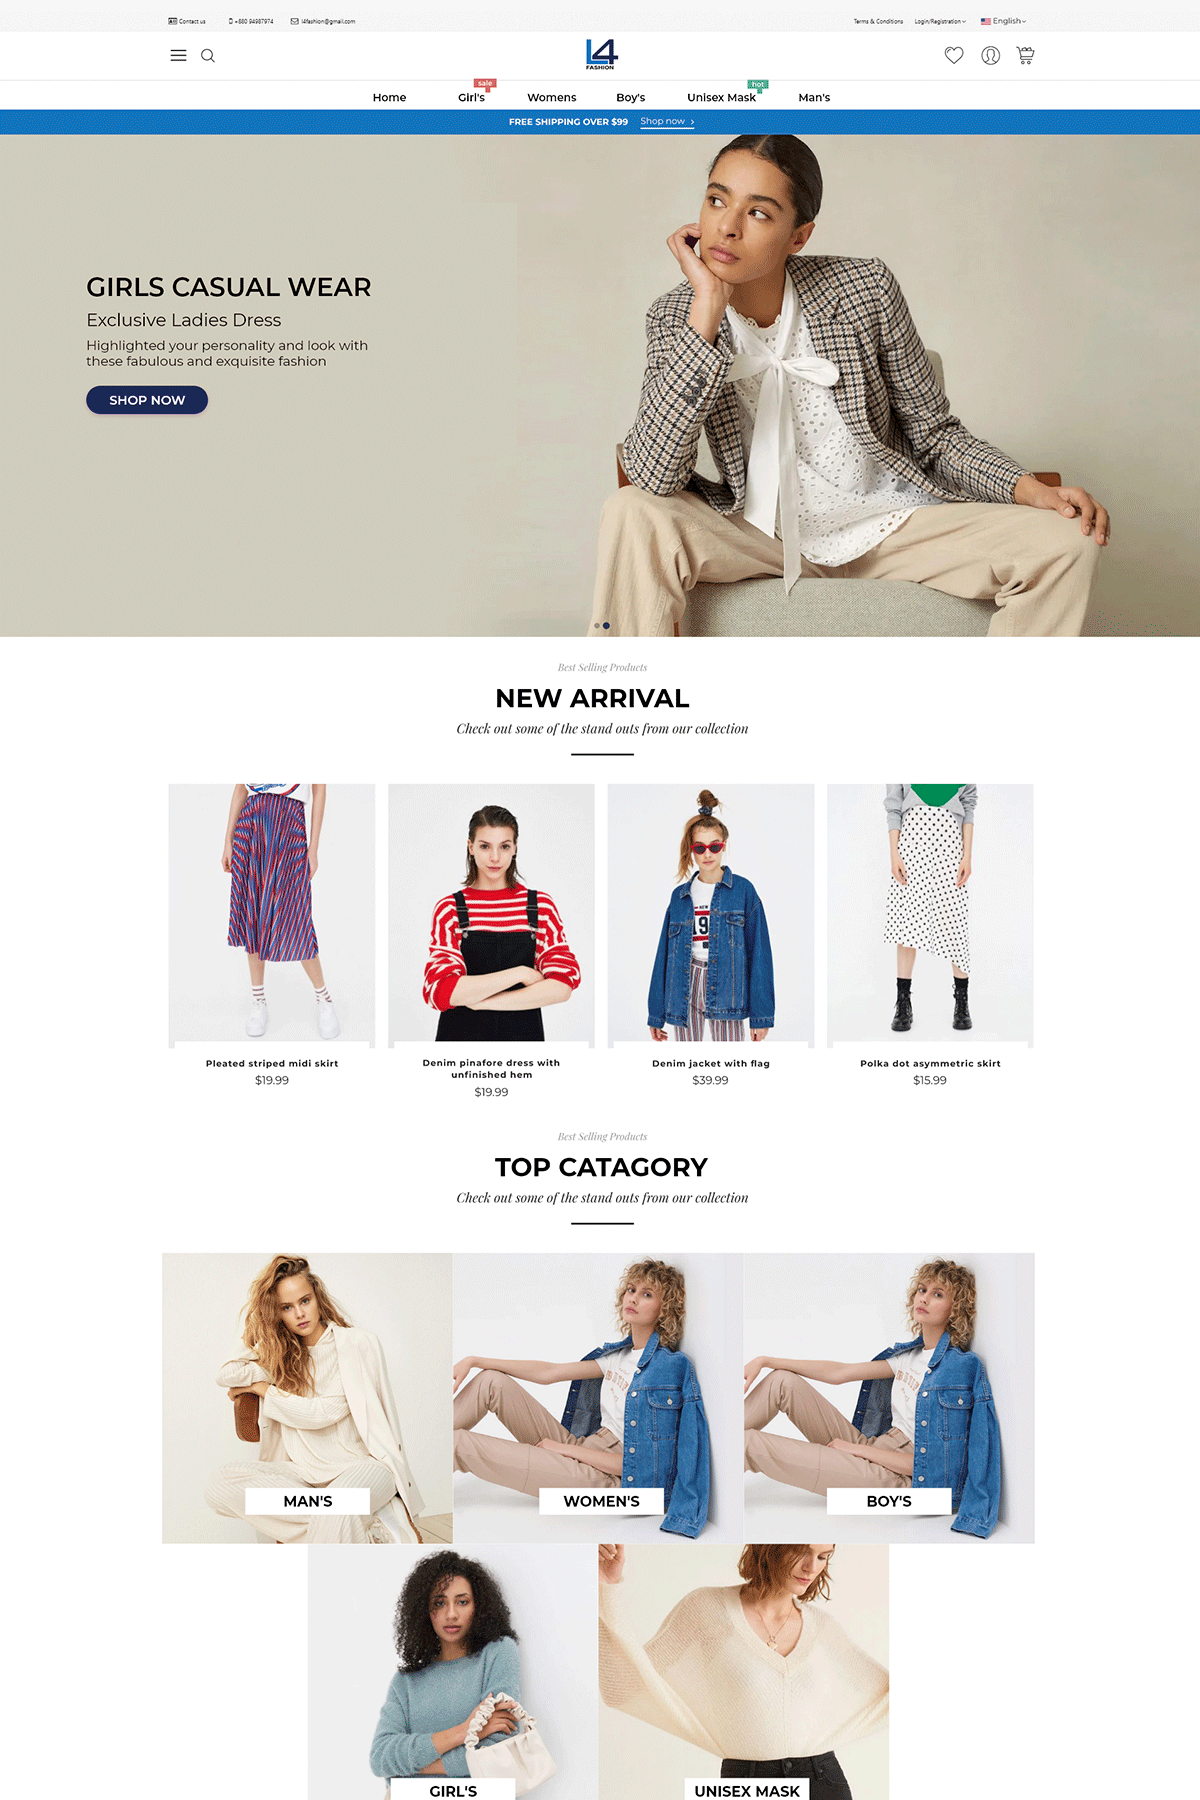 Contact us
+880 94987974
l4fashion@gmail.com
Terms & Conditions
Login/Registration
English
L4
FASHION
sale
hot
Home
Girl's
Womens
Boy's
Unisex Mask
Man's
FREE SHIPPING OVER $99
Shop now
GIRLS CASUAL WEAR
Exclusive Ladies Dress
Highlighted your personality and look with
these fabulous and exquisite fashion
SHOP NOW
Best Selling Products
NEW ARRIVAL
Check out some of the stand outs from our collection
NEW
19
Pleated striped midi skirt
$19.99
Denim pinafore dress with
unfinished hem
$19.99
Denim jacket with flag
$39.99
Polka dot asymmetric skirt
$15.99
Best Selling Products
TOP CATAGORY
Check out some of the stand outs from our collection
MAN'S
WOMEN'S
BOY'S
GIRL'S
UNISEX MASK